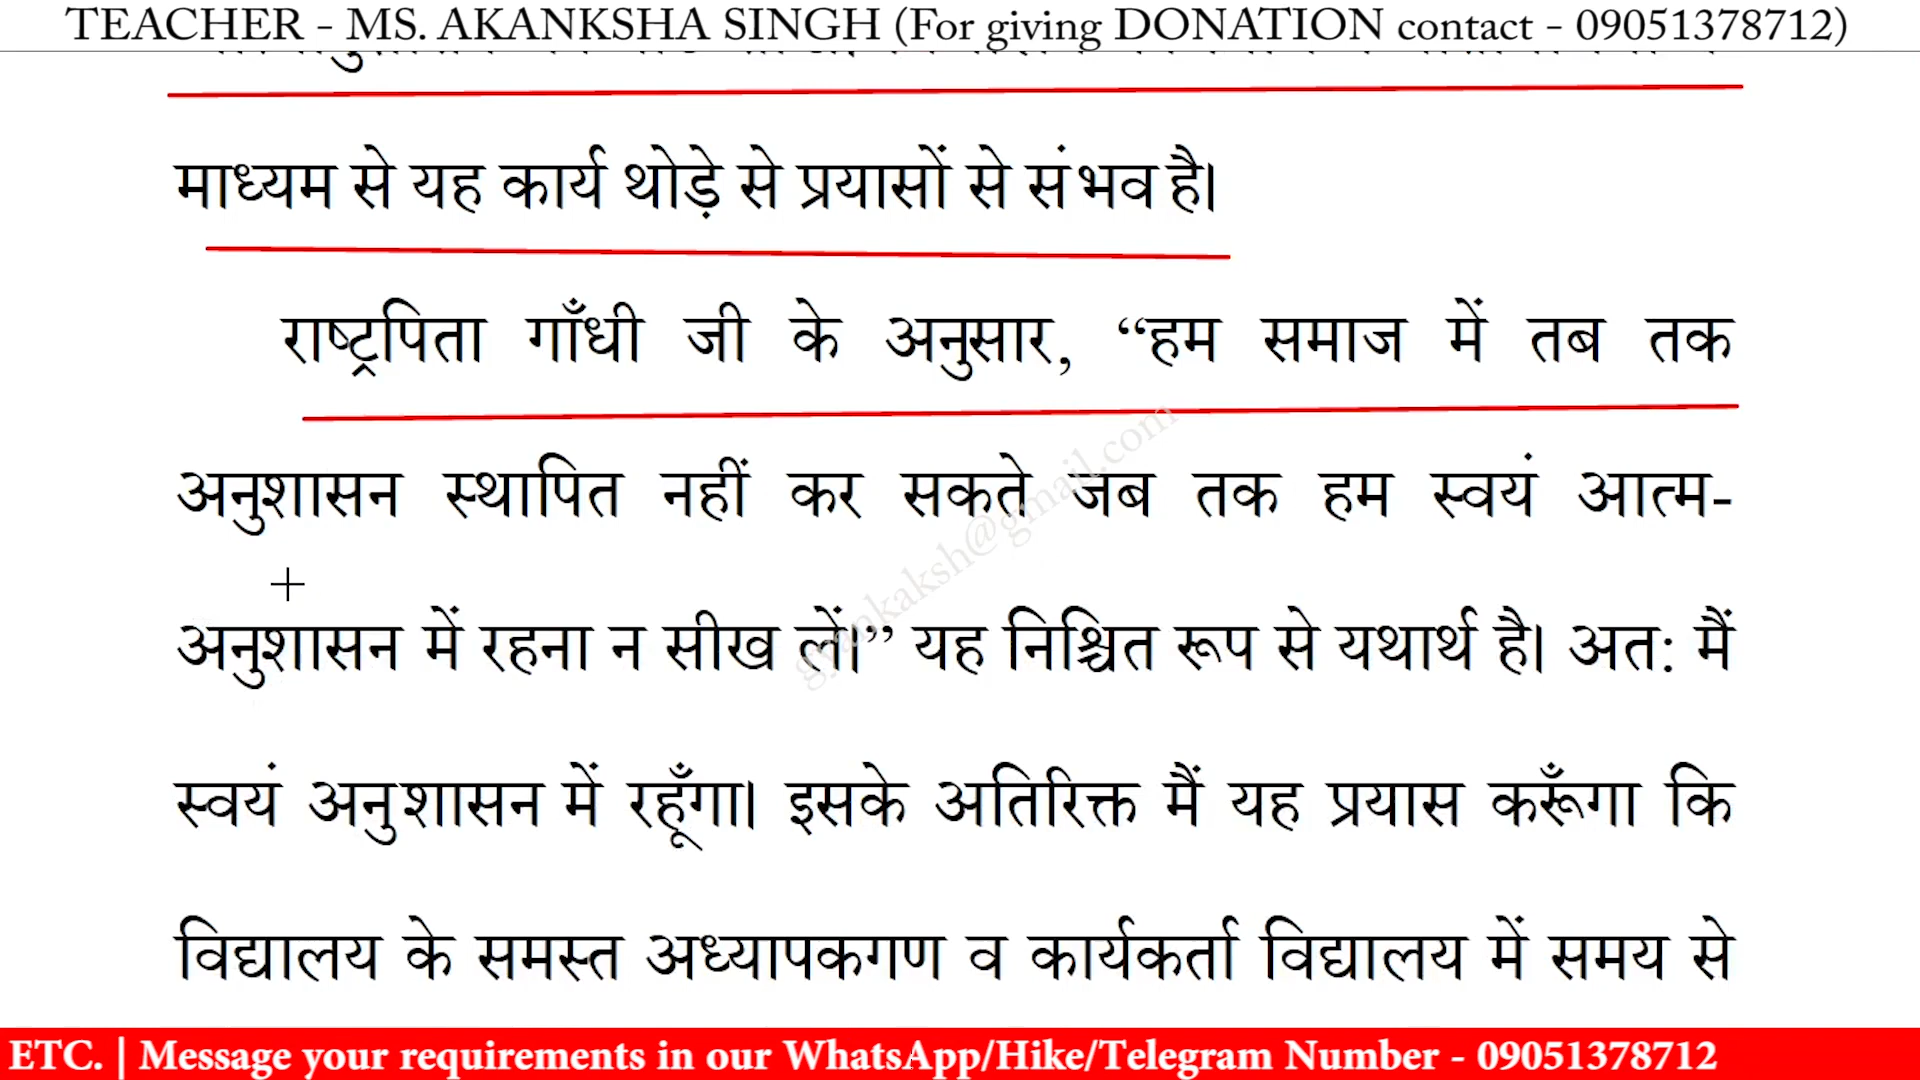 TEACHER - MS. AKANKSHA SINGH (For giving DONATION contact - 09051378712)
माध्यम से यह कार्य थोड़े से प्रयासों से संभव है।
राष्ट्रपिता गाँधी जी के अनुसार, “हम समाज में तब तक
अनुशासन स्थापित नहीं कर सकते जब तक हम स्वयं आत्म-
अनुशासन में रहना न सीख लें।” यह निश्चित रूप से यथार्थ है। अत: मैं
स्वयं अनुशासन में रहूँगा। इसके अतिरिक्त मैं यह प्रयास करूँगा कि
विद्यालय के समस्त अध्यापकगण व कार्यकर्ता विद्यालय में समय से
gyankaksh@gmail.com
ETC. | Message your requirements in our WhatsApp/Hike/Telegram Number - 09051378712